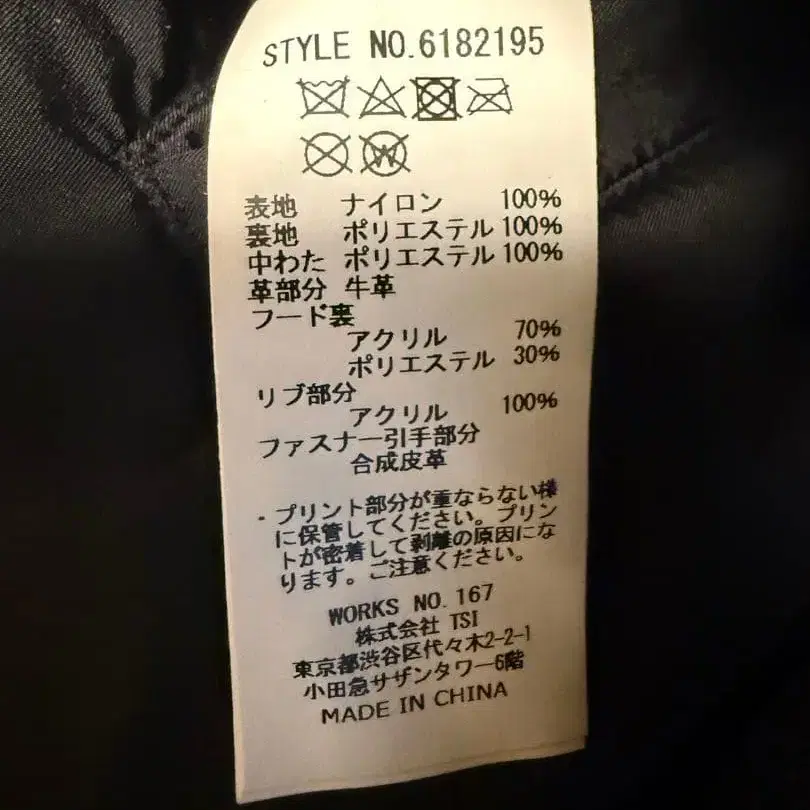 STYLE NO.6182195
表地 ナイロン 100%
裏地 ポリエステル 100%
中わた ポリエステル 100%
革部分 牛革
フード裏
アクリル 70%
ポリエステル 30%
リブ部分
アクリル 100%
ファスナー引手部分
合成皮革
・プリント部分が重ならない様
に保管してください。プリン
トが密着して剥離の原因にな
ります。ご注意ください。
WORKS NO. 167
株式会社 TSI
東京都渋谷区代々木2-2-1
小田急サザンタワー6階
MADE IN CHINA